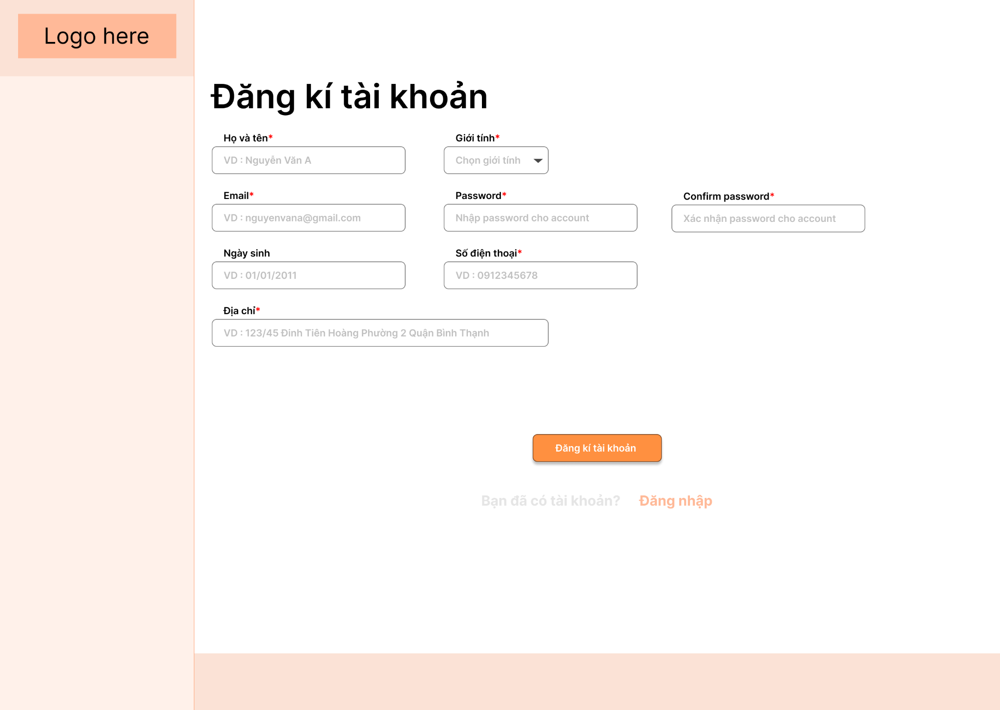 Logo here
Đăng kí tài khoản
Họ và tên*
Giới tính*
VD : Nguyễn Văn A
Chọn giới tính
Email*
Password*
Confirm password*
VD : nguyenvana@gmail.com
Nhập password cho account
Xác nhận password cho account
Ngày sinh
Số điện thoại*
VD : 01/01/2011
VD : 0912345678
Địa chỉ*
VD : 123/45 Đinh Tiên Hoàng Phường 2 Quận Bình Thạnh
Đăng kí tài khoản
Bạn đã có tài khoản? Đăng nhập